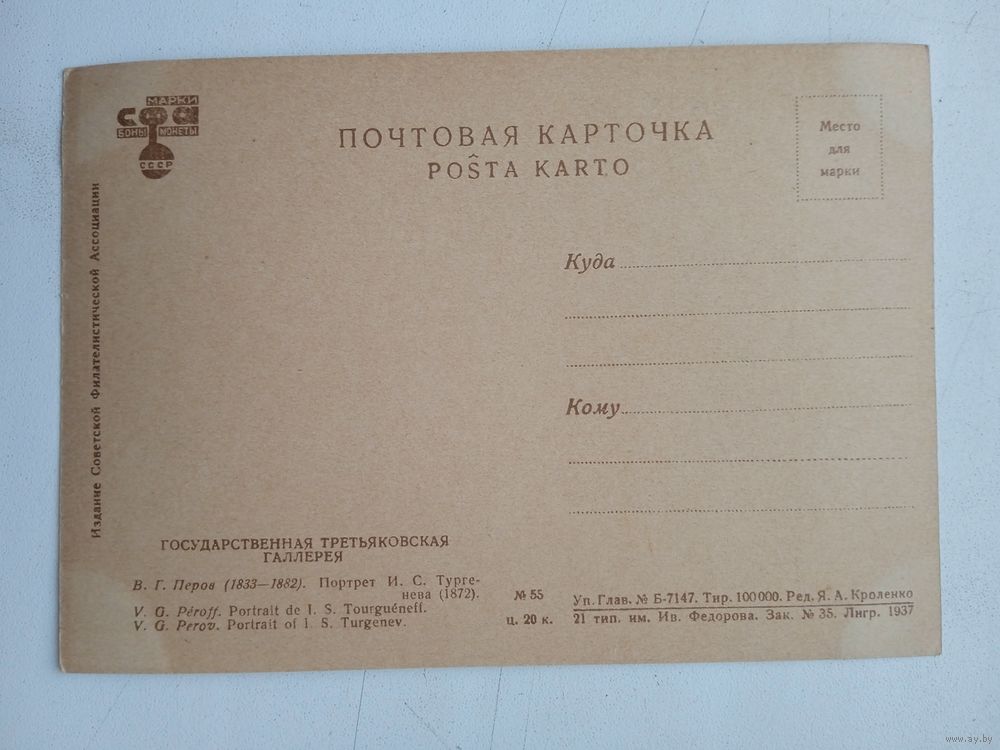 МАРКИ
СФА
БОНЫ МОНЕТЫ
СССР
ПОЧТОВАЯ КАРТОЧКА
POŜTA KARTO
Место
для
марки
Издание Советской Филателистической Ассоциации
Куда
Кому
ГОСУДАРСТВЕННАЯ ТРЕТЬЯКОВСКАЯ
ГАЛЛЕРЕЯ
В. Г. Перов (1833—1882). Портрет И. С. Турге-
нева (1872).
V. G. Péroff. Portrait de I. S. Tourguéneff.
V. G. Perov. Portrait of I. S. Turgenev.
№ 55
ц. 20 к.
Уп. Глав. № Б-7147. Тир. 100000. Ред. Я. А. Кроленко
21 тип. им. Ив. Федорова. Зак. № 35. Лнгр. 1937
www.ay.by